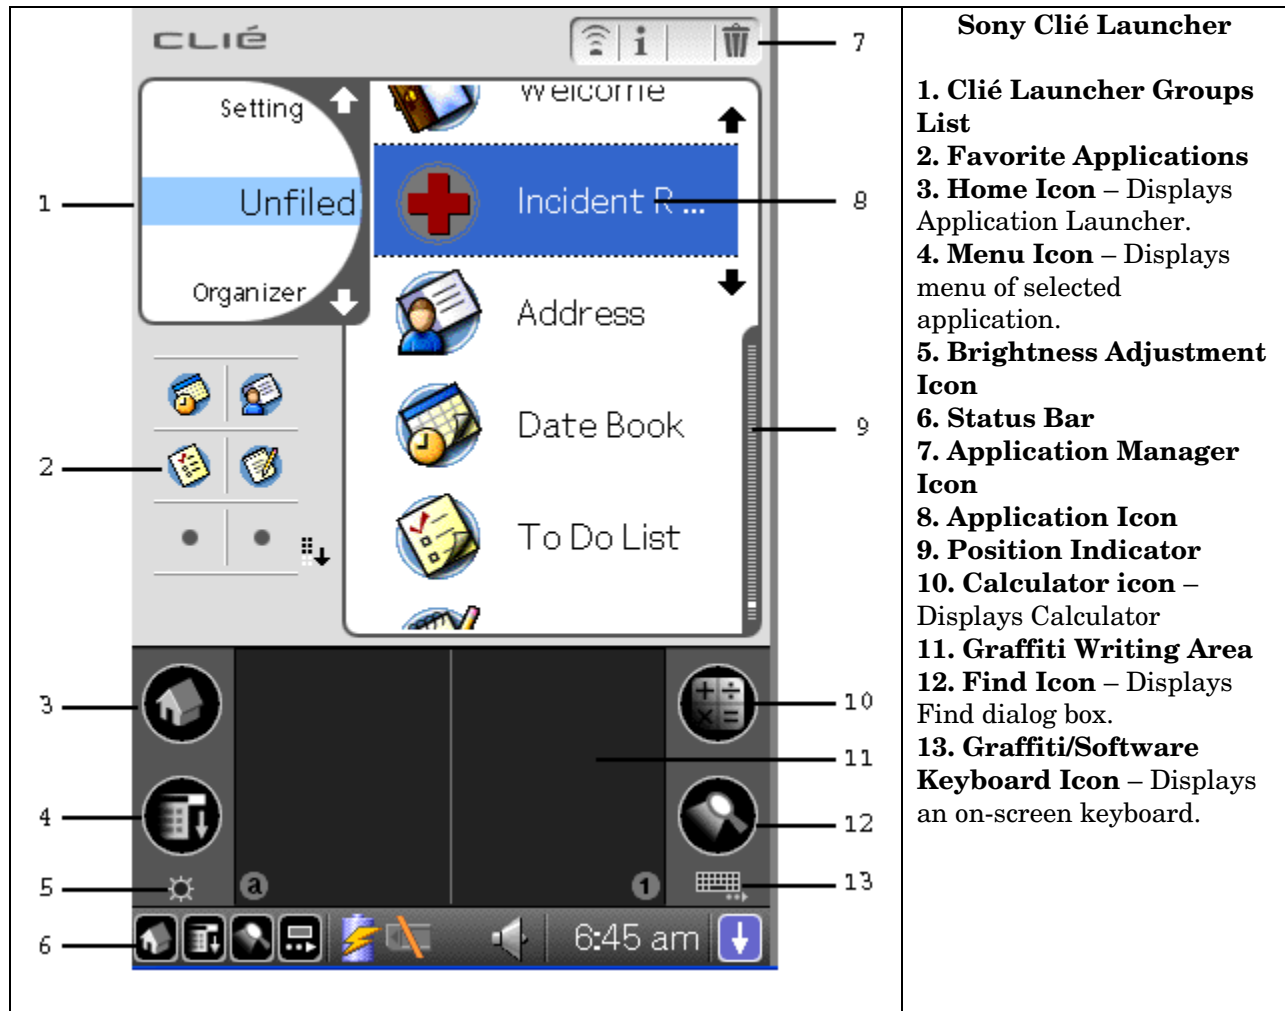 CLIÉ
i
7
Setting
Welcome
1
Unfiled
Incident R ...
8
Organizer
Address
Date Book
9
2
To Do List
3
10
11
4
12
5
a
1
13
6
6:45 am
Sony Clié Launcher
1. Clié Launcher Groups
List
2. Favorite Applications
3. Home Icon – Displays
Application Launcher.
4. Menu Icon – Displays
menu of selected
application.
5. Brightness Adjustment
Icon
6. Status Bar
7. Application Manager
Icon
8. Application Icon
9. Position Indicator
10. Calculator icon –
Displays Calculator
11. Graffiti Writing Area
12. Find Icon – Displays
Find dialog box.
13. Graffiti/Software
Keyboard Icon – Displays
an on-screen keyboard.